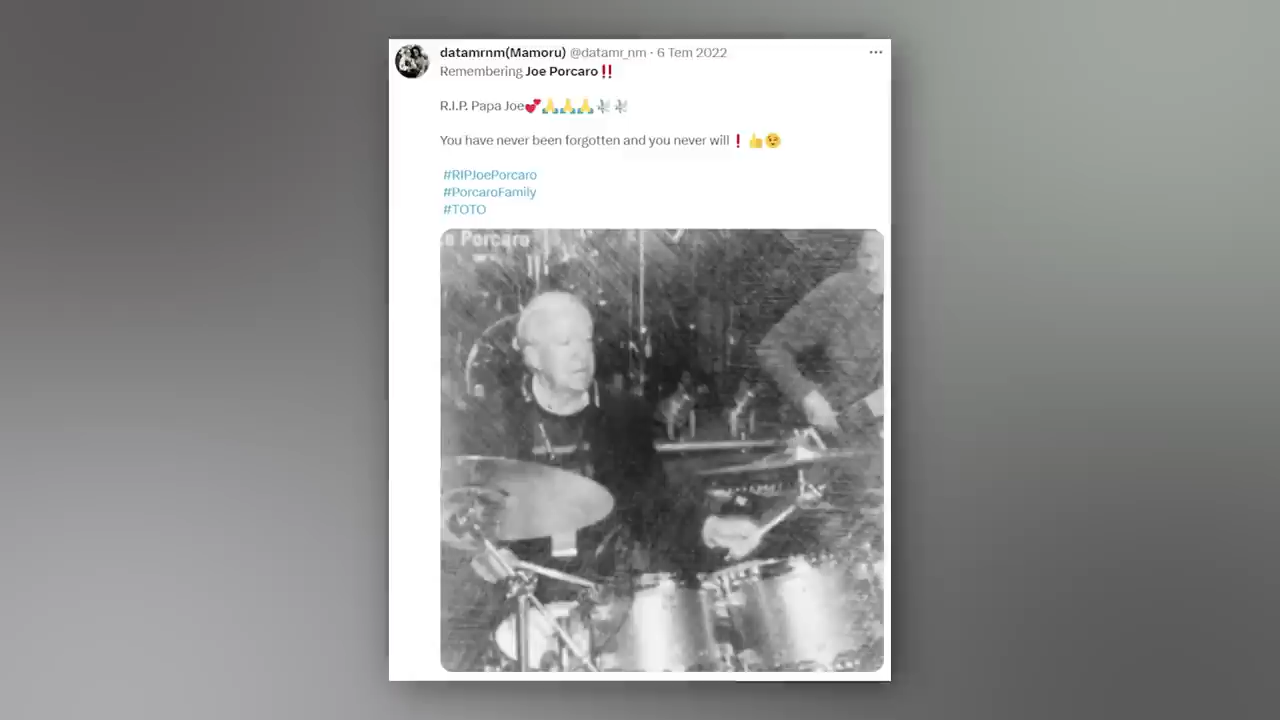 datamrnm(Mamoru) @datamr_nm · 6 Tem 2022
Remembering Joe Porcaro‼️
R.I.P. Papa Joe💕🙏🙏🙏🕊️🕊️
You have never been forgotten and you never will❗👍😉
#RIPJoePorcaro
#PorcaroFamily
#TOTO
Porcaro